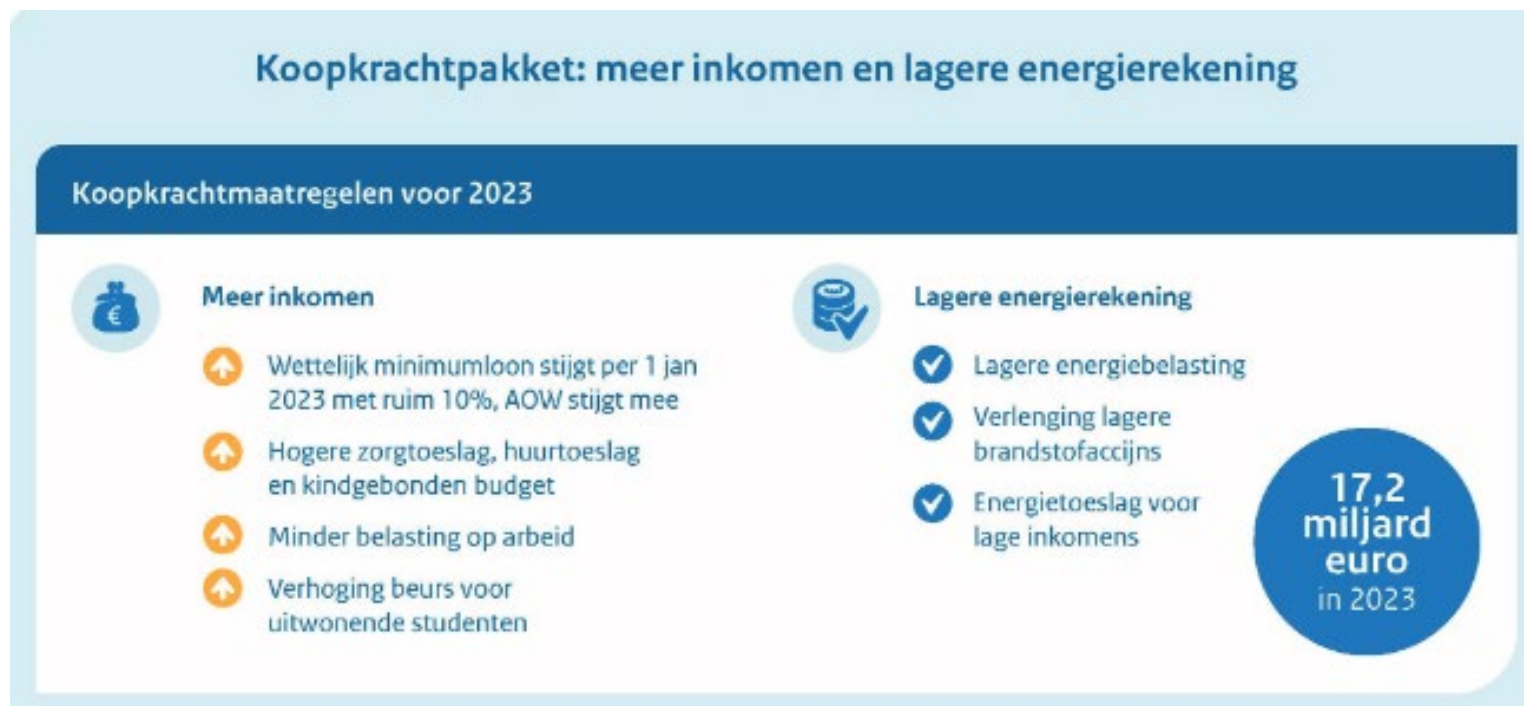 Koopkrachtpakket: meer inkomen en lagere energierekening
Koopkrachtmaatregelen voor 2023
€
Meer inkomen
Wettelijk minimumloon stijgt per 1 jan
2023 met ruim 10%, AOW stijgt mee
Hogere zorgtoeslag, huurtoeslag
en kindgebonden budget
Minder belasting op arbeid
Verhoging beurs voor
uitwonende studenten
Lagere energierekening
Lagere energiebelasting
Verlenging lagere
brandstofaccijns
Energietoeslag voor
lage inkomens
17,2
miljard
euro
in 2023